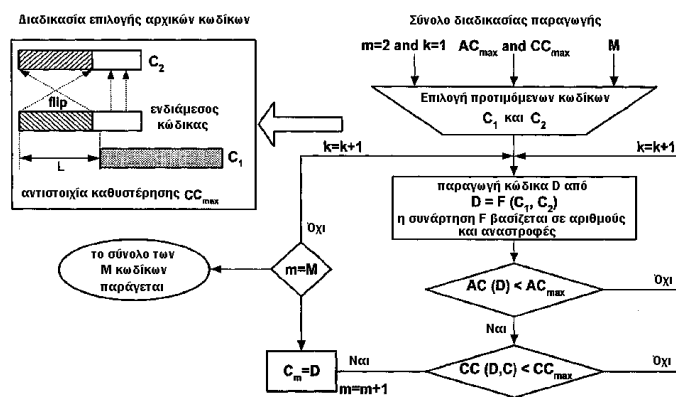 Διαδικασία επιλογής αρχικών κωδίκων
C2
flip
ενδιάμεσος
κώδικας
L
C1
αντιστοιχία καθυστέρησης CCmax
Σύνολο διαδικασίας παραγωγής
m=2 and k=1 ACmax and CCmax M
Επιλογή προτιμόμενων κωδίκων
C1 και C2
k=k+1
k=k+1
παραγωγή κώδικα D από
D = F (C1, C2)
η συνάρτηση F βασίζεται σε αριθμούς
και αναστροφές
Όχι
m=M
το σύνολο των
M κωδίκων
παράγεται
AC (D) < ACmax
Όχι
Ναι
CC (D,C) < CCmax
Όχι
Ναι
Cm=D
m=m+1